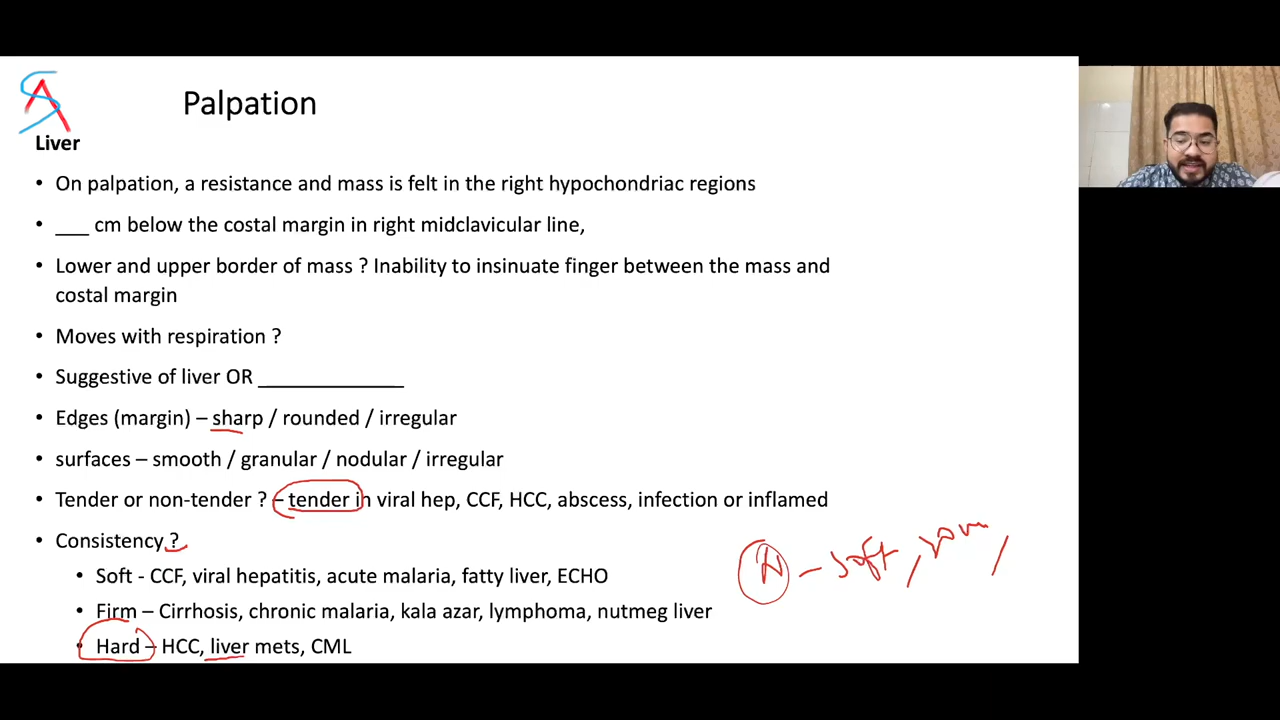 Palpation
Liver
• On palpation, a resistance and mass is felt in the right hypochondriac regions
• ___ cm below the costal margin in right midclavicular line,
• Lower and upper border of mass ? Inability to insinuate finger between the mass and
costal margin
• Moves with respiration ?
• Suggestive of liver OR _____________
• Edges (margin) – sharp / rounded / irregular
• surfaces – smooth / granular / nodular / irregular
• Tender or non-tender ? – tender in viral hep, CCF, HCC, abscess, infection or inflamed
• Consistency ?
• Soft - CCF, viral hepatitis, acute malaria, fatty liver, ECHO
• Firm – Cirrhosis, chronic malaria, kala azar, lymphoma, nutmeg liver
• Hard – HCC, liver mets, CML
– soft, /